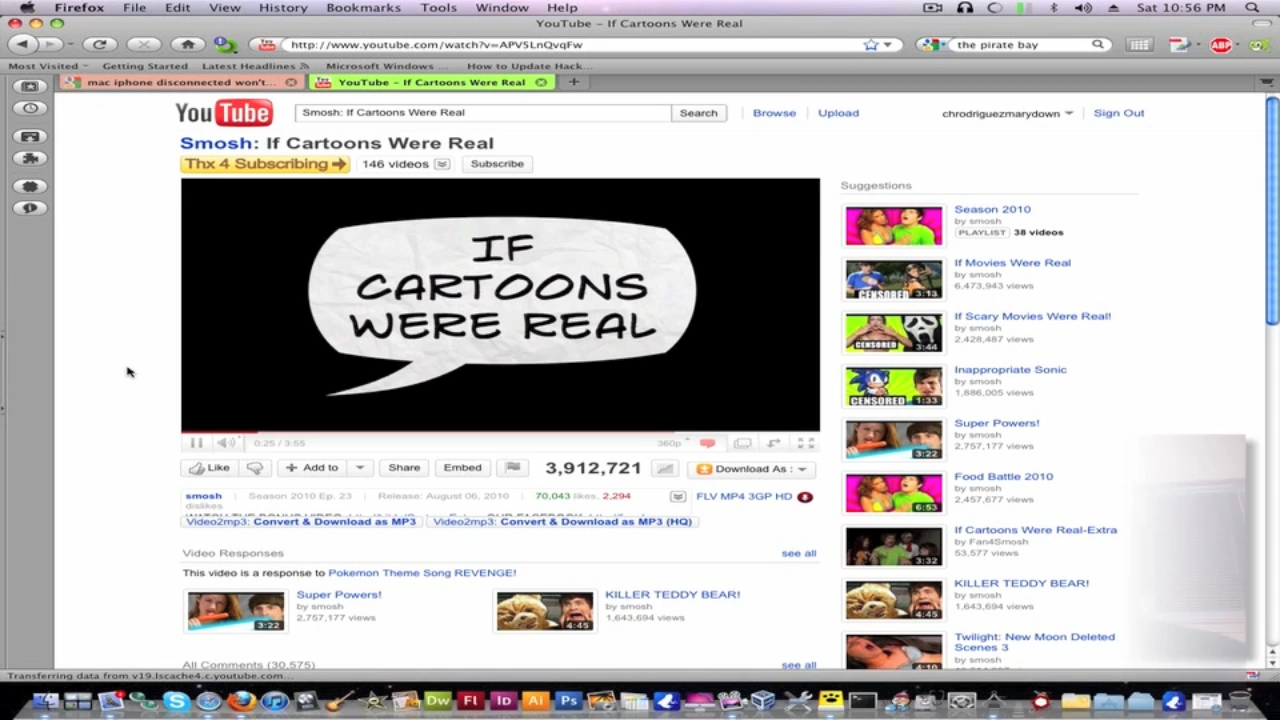 Firefox File Edit View History Bookmarks Tools Window Help Sat 10:56 PM
YouTube - If Cartoons Were Real
http://www.youtube.com/watch?v=APV5LnQvqFw the pirate bay ABP
Most Visited Getting Started Latest Headlines Microsoft Windows ... How to Update Hack...
mac iphone disconnected won't... YouTube - If Cartoons Were Real
YouTube Smosh: If Cartoons Were Real Search Browse Upload chrodriguezmarydown Sign Out
Smosh: If Cartoons Were Real
Thx 4 Subscribing 146 videos Subscribe
IF
CARTOONS
WERE REAL
0:25 / 3:55 360p
Like Add to Share Embed 3,912,721 Download As :
smosh Season 2010 Ep. 23 Release: August 06, 2010 70,043 likes, 2,294 FLV MP4 3GP HD
dislikes
Video2mp3: Convert & Download as MP3 Video2mp3: Convert & Download as MP3 (HQ)
Video Responses see all
This video is a response to Pokemon Theme Song REVENGE!
3:22
Super Powers!
by smosh
2,757,177 views
4:45
KILLER TEDDY BEAR!
by smosh
1,643,694 views
All Comments (30,575) see all
Suggestions
Season 2010
by smosh
PLAYLIST 38 videos
If Movies Were Real
by smosh
6,473,943 views
CENSORED 3:13
If Scary Movies Were Real!
by smosh
2,428,487 views
CENSORED 3:44
Inappropriate Sonic
by smosh
1,886,005 views
CENSORED 1:33
Super Powers!
by smosh
2,757,177 views
3:22
Food Battle 2010
by smosh
2,457,677 views
6:53
If Cartoons Were Real-Extra
by Fan4Smosh
53,577 views
3:32
KILLER TEDDY BEAR!
by smosh
1,643,694 views
4:45
Twilight: New Moon Deleted
Scenes 3
by smosh
4:10
Transferring data from v19.lscache4.c.youtube.com...
Dw Fl Id Ai Ps